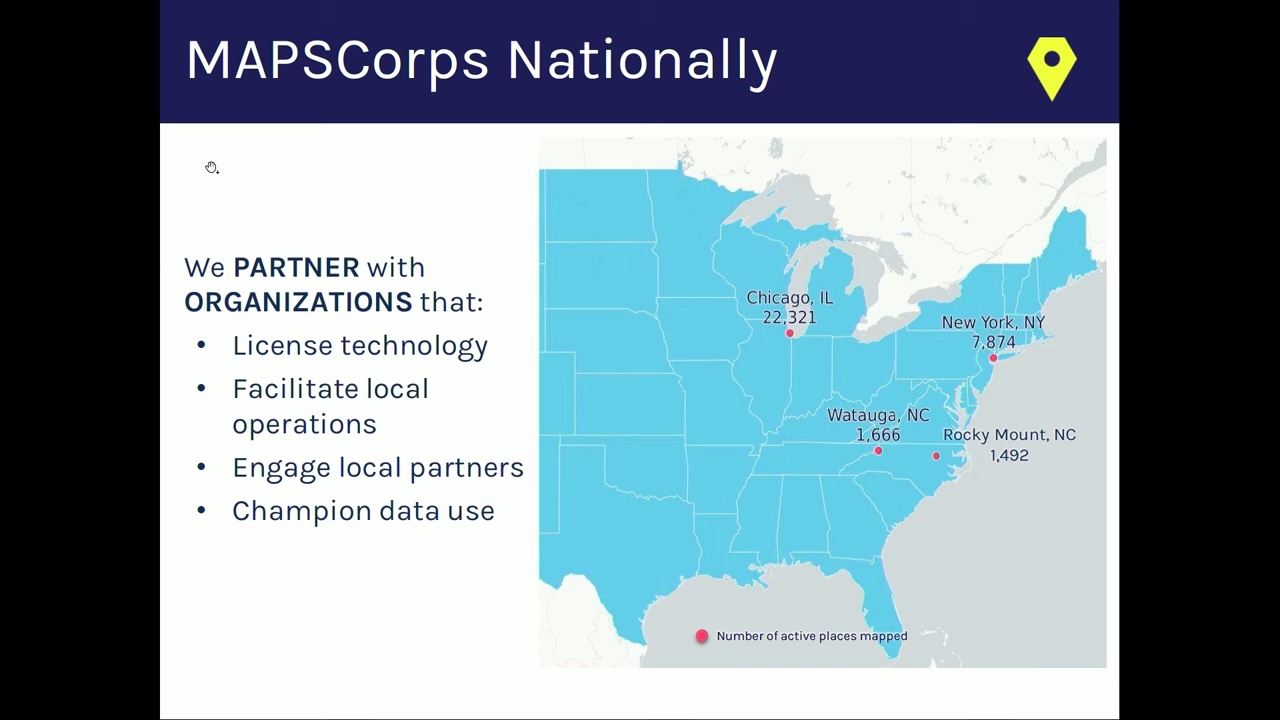 MAPSCorps Nationally
We PARTNER with
ORGANIZATIONS that:
• License technology
• Facilitate local
operations
• Engage local partners
• Champion data use
Chicago, IL
22,321
New York, NY
7,874
Watauga, NC
1,666
Rocky Mount, NC
1,492
Number of active places mapped